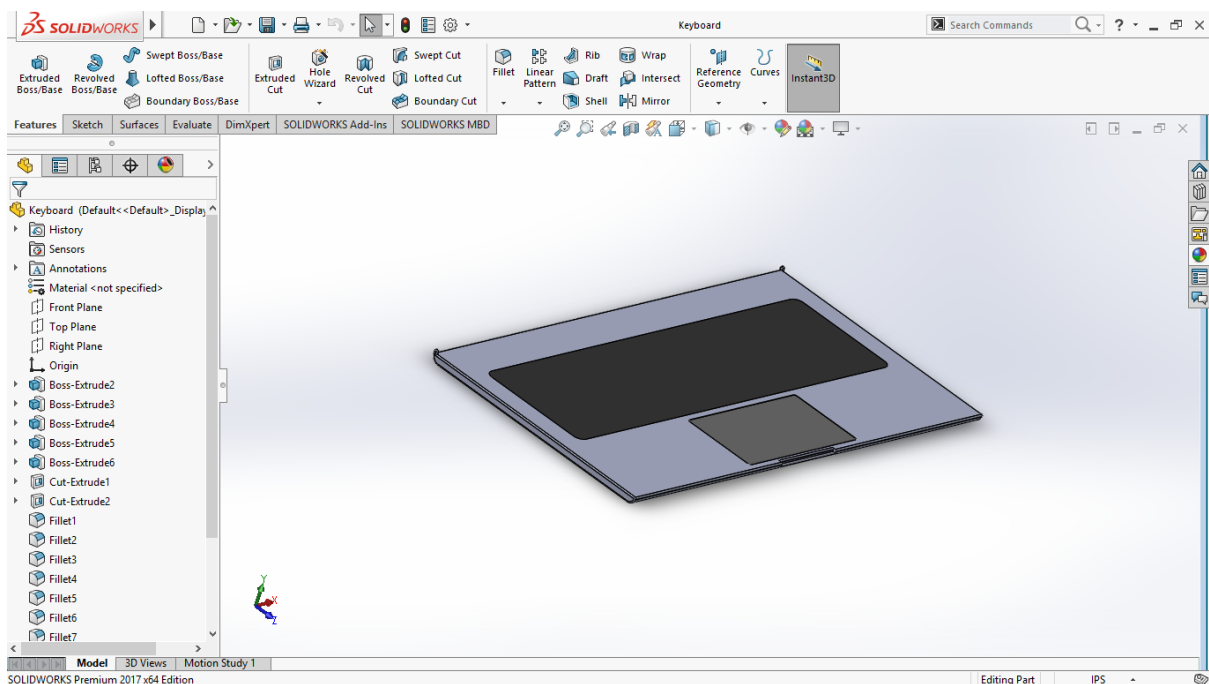 SOLIDWORKS
Keyboard
Search Commands
?
Extruded Boss/Base
Revolved Boss/Base
Swept Boss/Base
Lofted Boss/Base
Boundary Boss/Base
Extruded Cut
Hole Wizard
Revolved Cut
Swept Cut
Lofted Cut
Boundary Cut
Fillet
Linear Pattern
Rib
Draft
Shell
Wrap
Intersect
Mirror
Reference Geometry
Curves
Instant3D
Features Sketch Surfaces Evaluate DimXpert SOLIDWORKS Add-Ins SOLIDWORKS MBD
Keyboard (Default<<Default>_Display
History
Sensors
Annotations
Material <not specified>
Front Plane
Top Plane
Right Plane
Origin
Boss-Extrude2
Boss-Extrude3
Boss-Extrude4
Boss-Extrude5
Boss-Extrude6
Cut-Extrude1
Cut-Extrude2
Fillet1
Fillet2
Fillet3
Fillet4
Fillet5
Fillet6
Fillet7
Y
X
Z
Model 3D Views Motion Study 1
SOLIDWORKS Premium 2017 x64 Edition
Editing Part
IPS